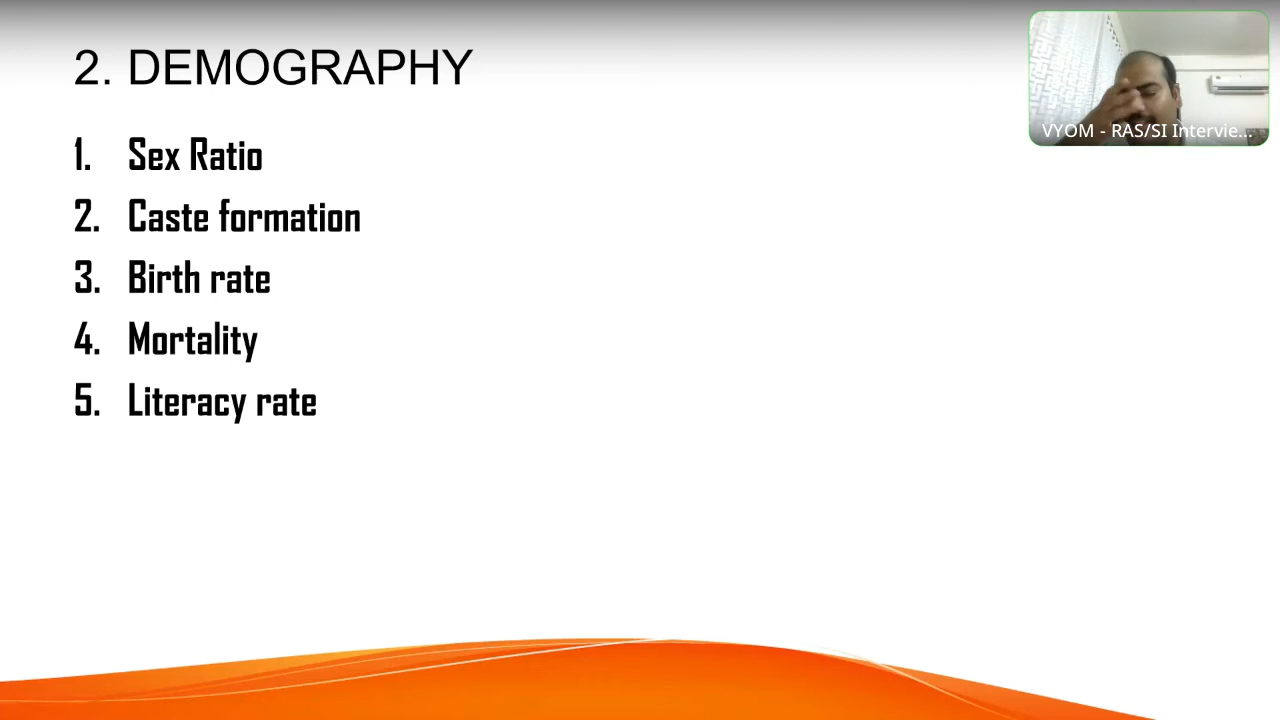 2. DEMOGRAPHY
VYOM - RAS/SI Intervie...
1. Sex Ratio
2. Caste formation
3. Birth rate
4. Mortality
5. Literacy rate